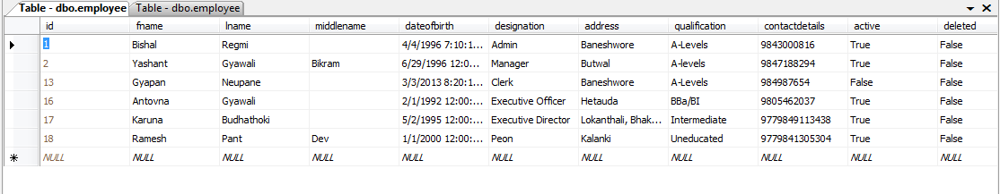 Table - dbo.employee Table - dbo.employee
id fname lname middlename dateofbirth designation address qualification contactdetails active deleted
1 Bishal Regmi 4/4/1996 7:10:1... Admin Baneshwore A-Levels 9843000816 True False
2 Yashant Gyawali Bikram 6/29/1996 12:0... Manager Butwal A-levels 9847188294 True False
13 Gyapan Neupane 3/3/2013 8:20:1... Clerk Baneshwore A-Levels 984987654 False False
16 Antovna Gyawali 2/1/1992 12:00:... Executive Officer Hetauda BBa/BI 9805462037 True False
17 Karuna Budhathoki 5/2/1995 12:00:... Executive Director Lokanthali, Bhak... Intermediate 9779849113438 True False
18 Ramesh Pant Dev 1/1/2000 12:00:... Peon Kalanki Uneducated 9779841305304 True False
NULL NULL NULL NULL NULL NULL NULL NULL NULL NULL NULL